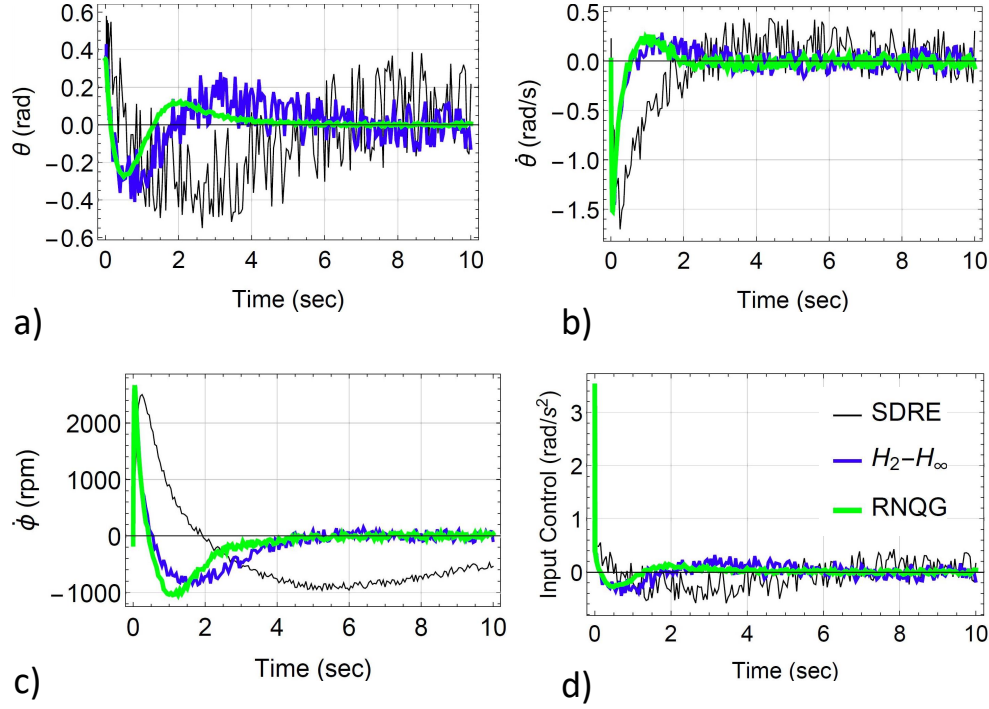 0.6
0.4
0.2
0.0
−0.2
−0.4
−0.6
θ (rad)
0 2 4 6 8 10
Time (sec)
a)
0.5
0.0
−0.5
−1.0
−1.5
θ̇ (rad/s)
0 2 4 6 8 10
Time (sec)
b)
2000
1000
0
−1000
ϕ̇ (rpm)
0 2 4 6 8 10
Time (sec)
c)
3
2
1
0
Input Control (rad/s²)
SDRE
H₂−H∞
RNQG
0 2 4 6 8 10
Time (sec)
d)